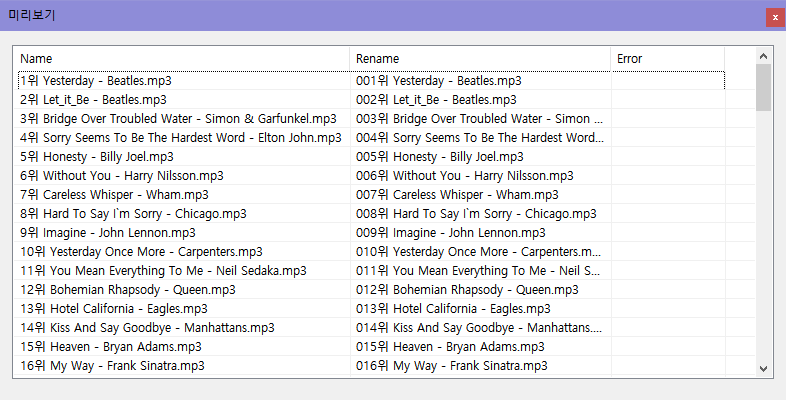 미리보기
Name Rename Error
1위 Yesterday - Beatles.mp3 001위 Yesterday - Beatles.mp3
2위 Let_it_Be - Beatles.mp3 002위 Let_it_Be - Beatles.mp3
3위 Bridge Over Troubled Water - Simon & Garfunkel.mp3 003위 Bridge Over Troubled Water - Simon ...
4위 Sorry Seems To Be The Hardest Word - Elton John.mp3 004위 Sorry Seems To Be The Hardest Word...
5위 Honesty - Billy Joel.mp3 005위 Honesty - Billy Joel.mp3
6위 Without You - Harry Nilsson.mp3 006위 Without You - Harry Nilsson.mp3
7위 Careless Whisper - Wham.mp3 007위 Careless Whisper - Wham.mp3
8위 Hard To Say I`m Sorry - Chicago.mp3 008위 Hard To Say I`m Sorry - Chicago.mp3
9위 Imagine - John Lennon.mp3 009위 Imagine - John Lennon.mp3
10위 Yesterday Once More - Carpenters.mp3 010위 Yesterday Once More - Carpenters.m...
11위 You Mean Everything To Me - Neil Sedaka.mp3 011위 You Mean Everything To Me - Neil S...
12위 Bohemian Rhapsody - Queen.mp3 012위 Bohemian Rhapsody - Queen.mp3
13위 Hotel California - Eagles.mp3 013위 Hotel California - Eagles.mp3
14위 Kiss And Say Goodbye - Manhattans.mp3 014위 Kiss And Say Goodbye - Manhattans....
15위 Heaven - Bryan Adams.mp3 015위 Heaven - Bryan Adams.mp3
16위 My Way - Frank Sinatra.mp3 016위 My Way - Frank Sinatra.mp3